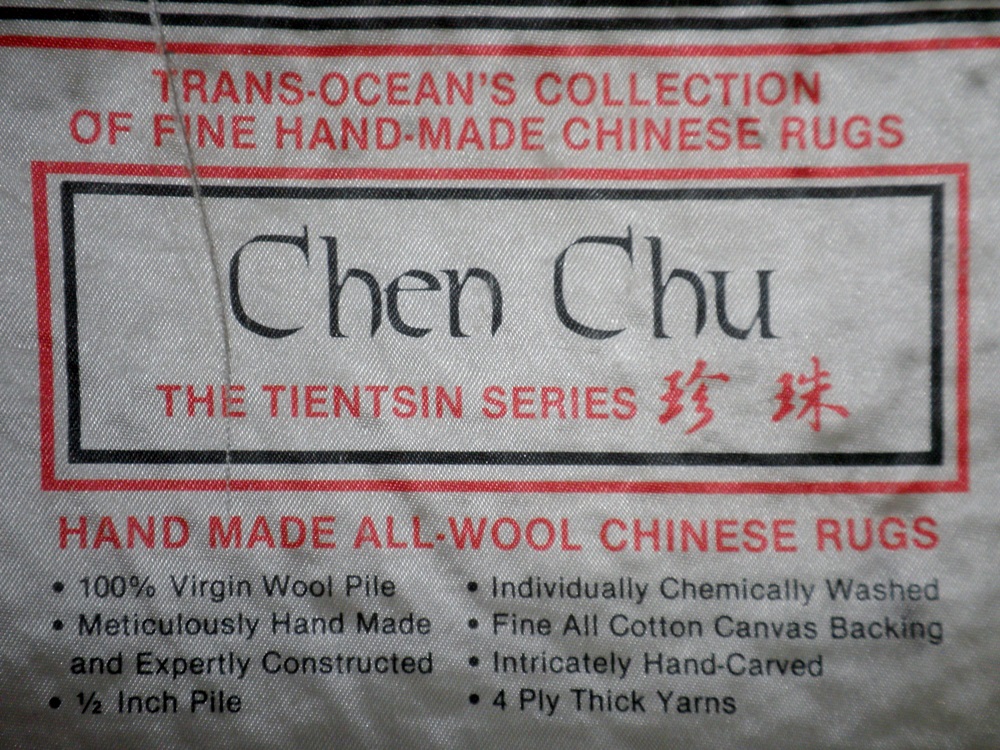 TRANS-OCEAN'S COLLECTION
OF FINE HAND-MADE CHINESE RUGS
Chen Chu
THE TIENTSIN SERIES 珍珠
HAND MADE ALL-WOOL CHINESE RUGS
• 100% Virgin Wool Pile
• Meticulously Hand Made
and Expertly Constructed
• ½ Inch Pile
• Individually Chemically Washed
• Fine All Cotton Canvas Backing
• Intricately Hand-Carved
• 4 Ply Thick Yarns